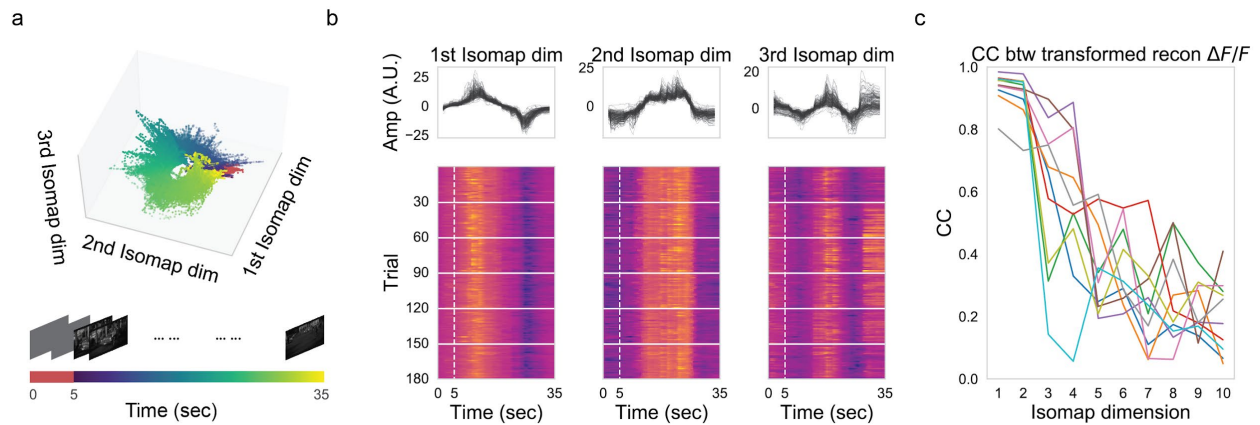 a
3rd Isomap dim
2nd Isomap dim
1st Isomap dim
... ... ... ...
0 5 35
Time (sec)
b
1st Isomap dim 2nd Isomap dim 3rd Isomap dim
Amp (A.U.)
25
0
−25
25
0
20
0
Trial
30
60
90
120
150
180
0 5 35 0 5 35 0 5 35
Time (sec) Time (sec) Time (sec)
c
CC btw transformed recon ΔF/F
CC
1.0
0.8
0.6
0.4
0.2
0.0
1 2 3 4 5 6 7 8 9 10
Isomap dimension